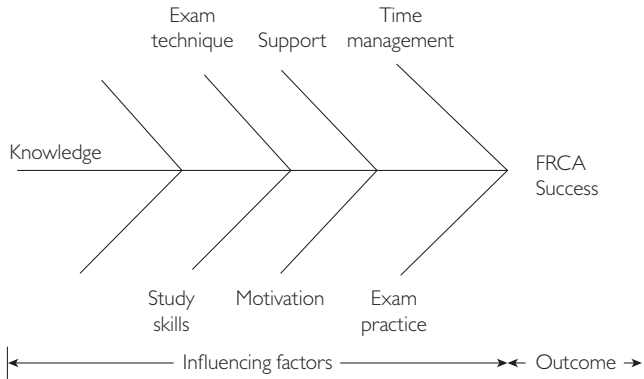 Exam
technique
Support
Time
management
Knowledge
FRCA
Success
Study
skills
Motivation
Exam
practice
Influencing factors
Outcome